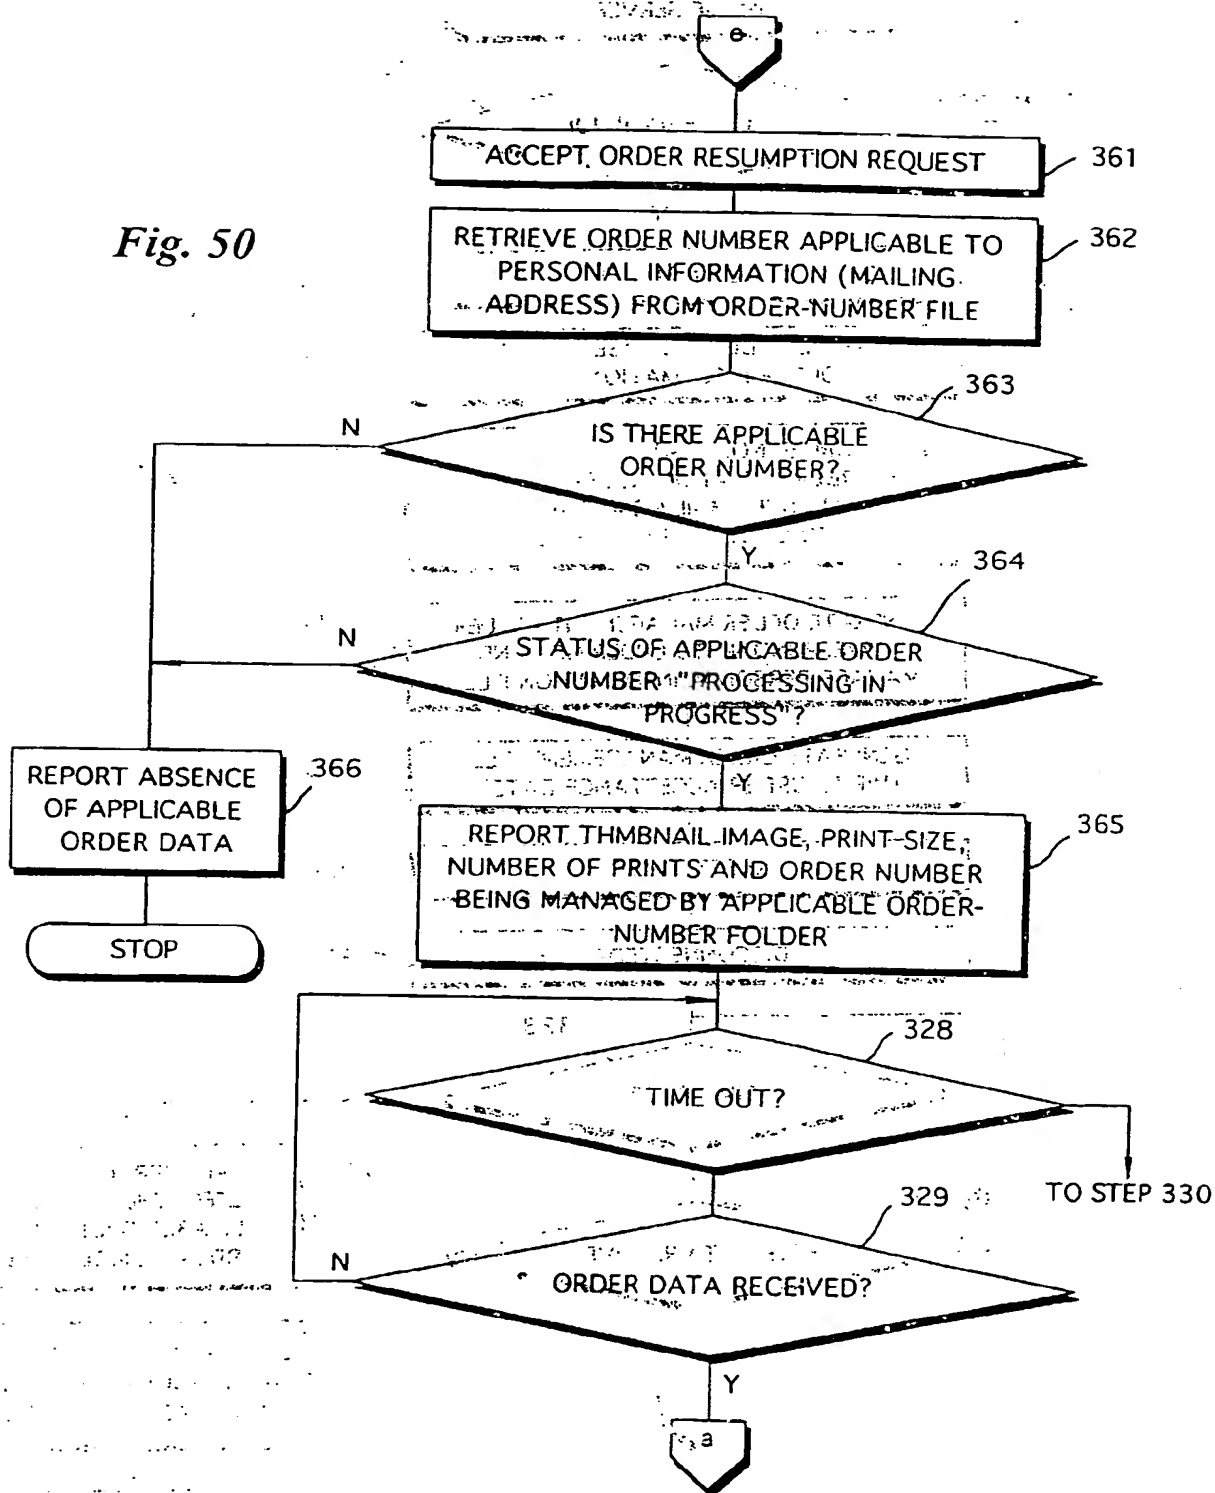 e
ACCEPT ORDER RESUMPTION REQUEST
361
Fig. 50
RETRIEVE ORDER NUMBER APPLICABLE TO
PERSONAL INFORMATION (MAILING
ADDRESS) FROM ORDER-NUMBER FILE
362
363
N
IS THERE APPLICABLE
ORDER NUMBER?
Y
364
N
STATUS OF APPLICABLE ORDER
NUMBER "PROCESSING IN
PROGRESS"?
Y
REPORT ABSENCE
OF APPLICABLE
ORDER DATA
366
STOP
REPORT THMBNAIL IMAGE, PRINT-SIZE,
NUMBER OF PRINTS AND ORDER NUMBER
BEING MANAGED BY APPLICABLE ORDER-
NUMBER FOLDER
365
328
TIME OUT?
TO STEP 330
329
N
ORDER DATA RECEIVED?
Y
a